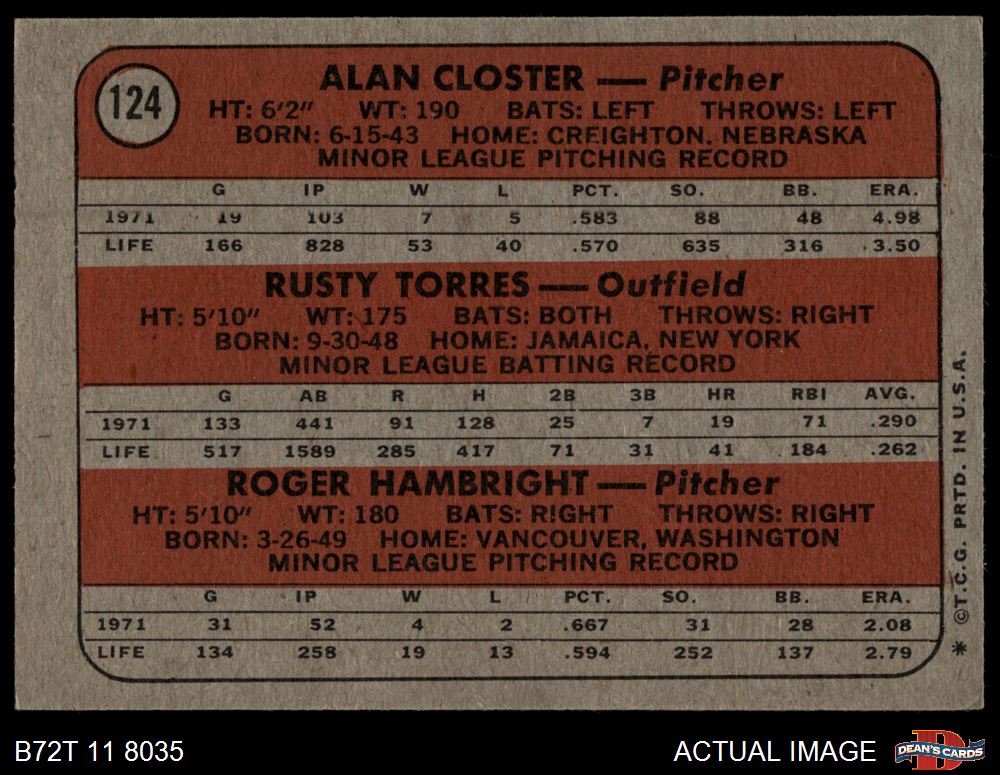 124
ALAN CLOSTER — Pitcher
HT: 6'2" WT: 190 BATS: LEFT THROWS: LEFT
BORN: 6-15-43 HOME: CREIGHTON, NEBRASKA
MINOR LEAGUE PITCHING RECORD
G IP W L PCT. SO. BB. ERA.
1971 19 103 7 5 .583 88 48 4.98
LIFE 166 828 53 40 .570 635 316 3.50
RUSTY TORRES — Outfield
HT: 5'10" WT: 175 BATS: BOTH THROWS: RIGHT
BORN: 9-30-48 HOME: JAMAICA, NEW YORK
MINOR LEAGUE BATTING RECORD
G AB R H 2B 3B HR RBI AVG.
1971 133 441 91 128 25 7 19 71 .290
LIFE 517 1589 285 417 71 31 41 184 .262
ROGER HAMBRIGHT — Pitcher
HT: 5'10" WT: 180 BATS: RIGHT THROWS: RIGHT
BORN: 3-26-49 HOME: VANCOUVER, WASHINGTON
MINOR LEAGUE PITCHING RECORD
G IP W L PCT. SO. BB. ERA.
1971 31 52 4 2 .667 31 28 2.08
LIFE 134 258 19 13 .594 252 137 2.79
* ©T.C.G. PRTD. IN U.S.A.
B72T 11 8035
ACTUAL IMAGE
DEAN'S CARDS